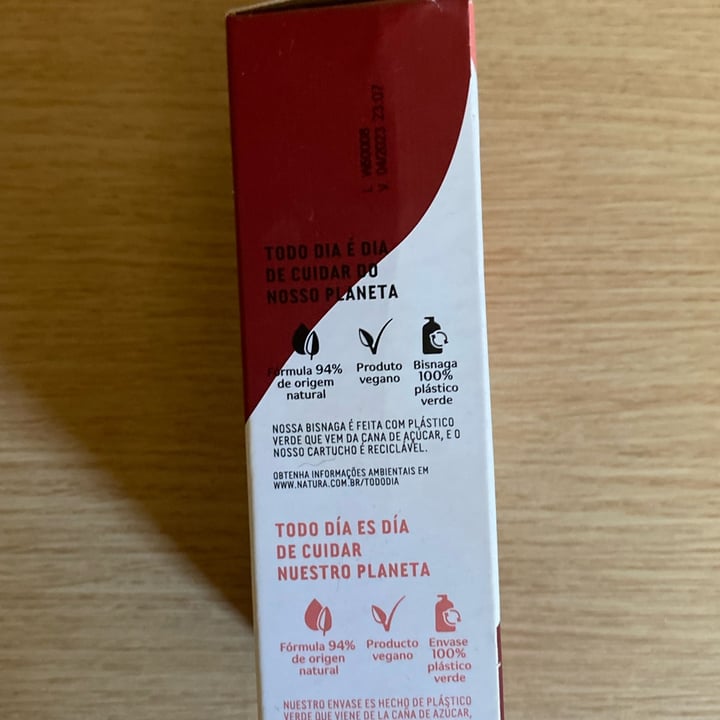 V 04/2023 23:07
TODO DIA É DIA
DE CUIDAR DO
NOSSO PLANETA
Fórmula 94%
de origem
natural
Produto
vegano
Bisnaga
100%
plástico
verde
NOSSA BISNAGA É FEITA COM PLÁSTICO
VERDE QUE VEM DA CANA DE AÇÚCAR, E O
NOSSO CARTUCHO É RECICLÁVEL.
OBTENHA INFORMAÇÕES AMBIENTAIS EM
WWW.NATURA.COM.BR/TODODIA
TODO DÍA ES DÍA
DE CUIDAR
NUESTRO PLANETA
Fórmula 94%
de origen
natural
Producto
vegano
Envase
100%
plástico
verde
NUESTRO ENVASE ES HECHO DE PLÁSTICO
VERDE QUE VIENE DE LA CAÑA DE AZÚCAR,